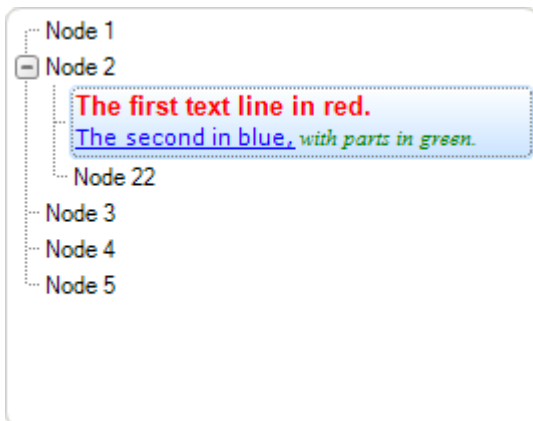 Node 1
Node 2
The first text line in red.
The second in blue, with parts in green.
Node 22
Node 3
Node 4
Node 5